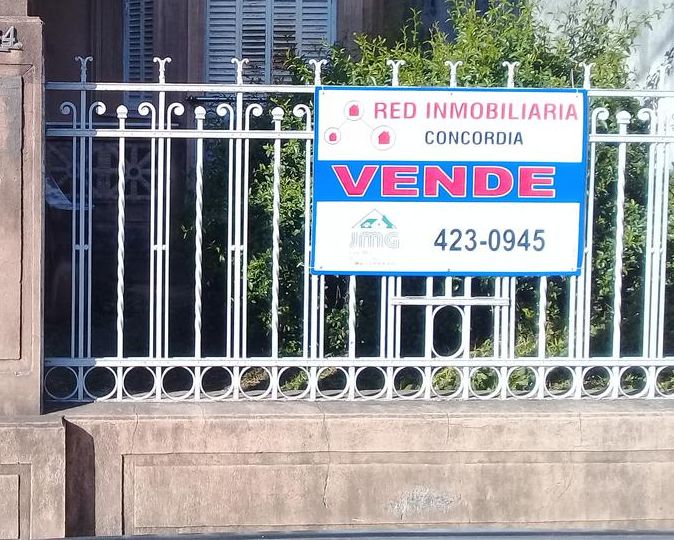 RED INMOBILIARIA
CONCORDIA
VENDE
JMG
423-0945